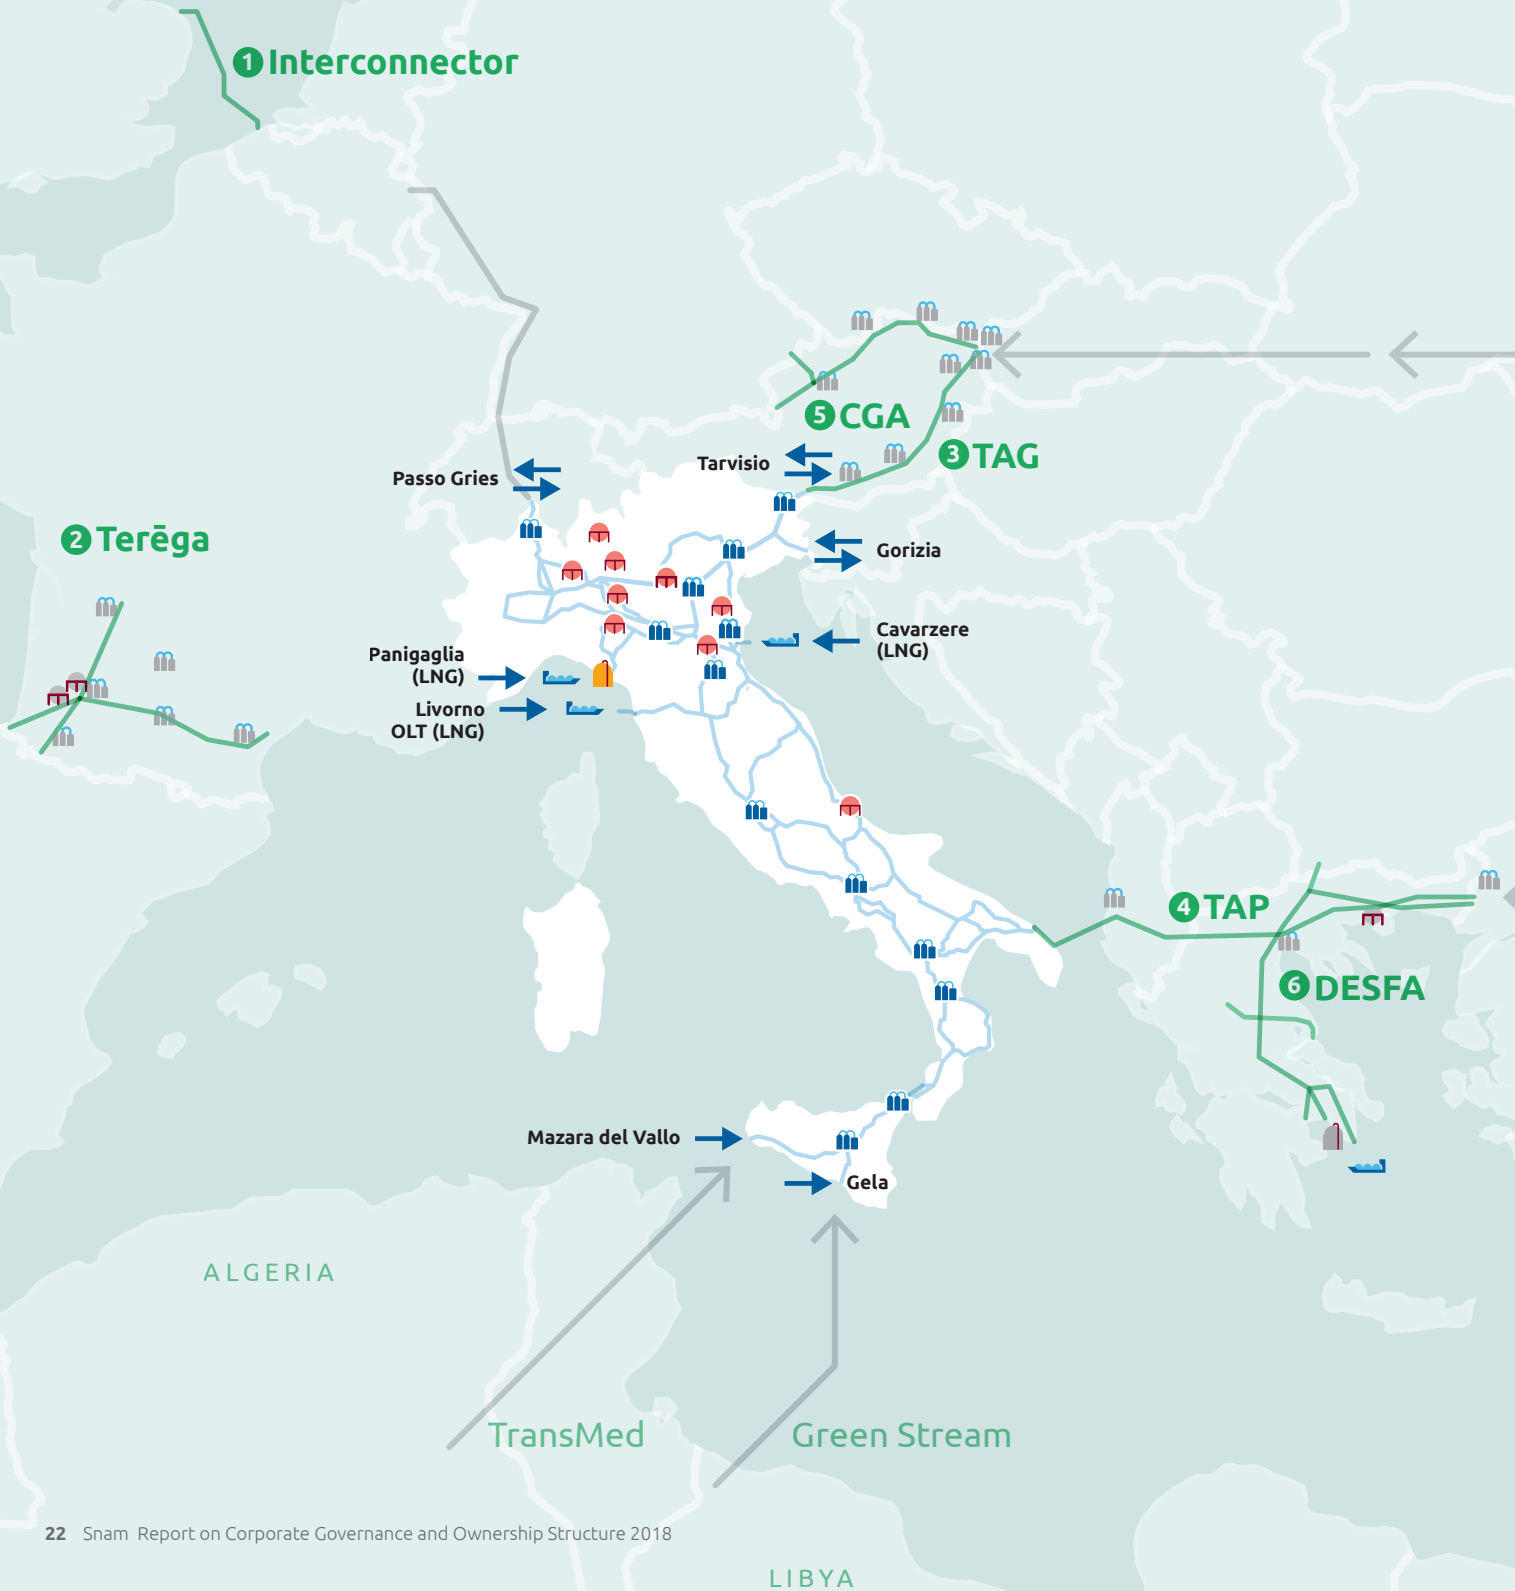 1 Interconnector
5 CGA
3 TAG
Tarvisio
Passo Gries
2 Terēga
Gorizia
Cavarzere
(LNG)
Panigaglia
(LNG)
Livorno
OLT (LNG)
4 TAP
6 DESFA
Mazara del Vallo
Gela
ALGERIA
TransMed
Green Stream
22 Snam Report on Corporate Governance and Ownership Structure 2018
LIBYA